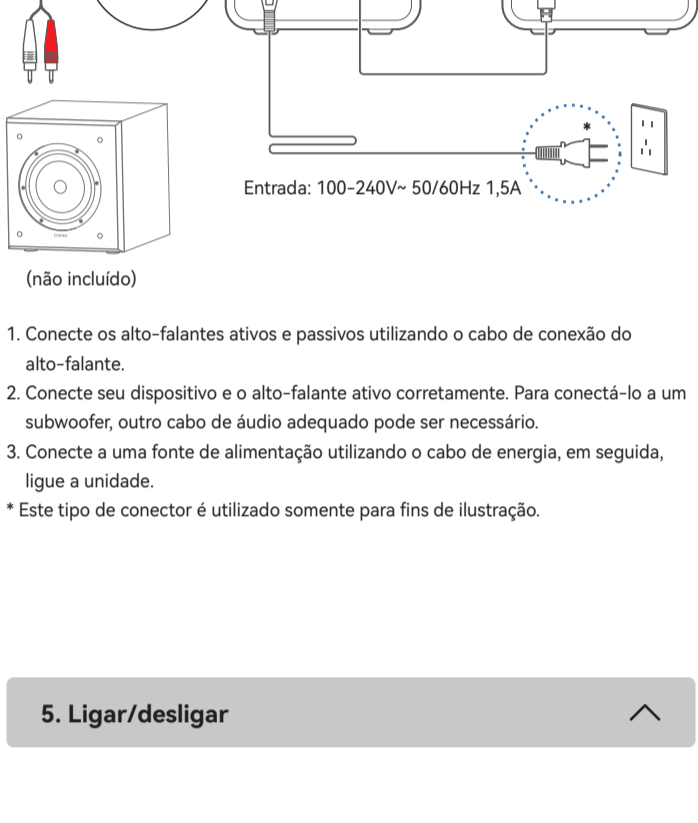 *
Entrada: 100-240V~ 50/60Hz 1,5A
(não incluído)
1. Conecte os alto-falantes ativos e passivos utilizando o cabo de conexão do
alto-falante.
2. Conecte seu dispositivo e o alto-falante ativo corretamente. Para conectá-lo a um
subwoofer, outro cabo de áudio adequado pode ser necessário.
3. Conecte a uma fonte de alimentação utilizando o cabo de energia, em seguida,
ligue a unidade.
* Este tipo de conector é utilizado somente para fins de ilustração.
5. Ligar/desligar